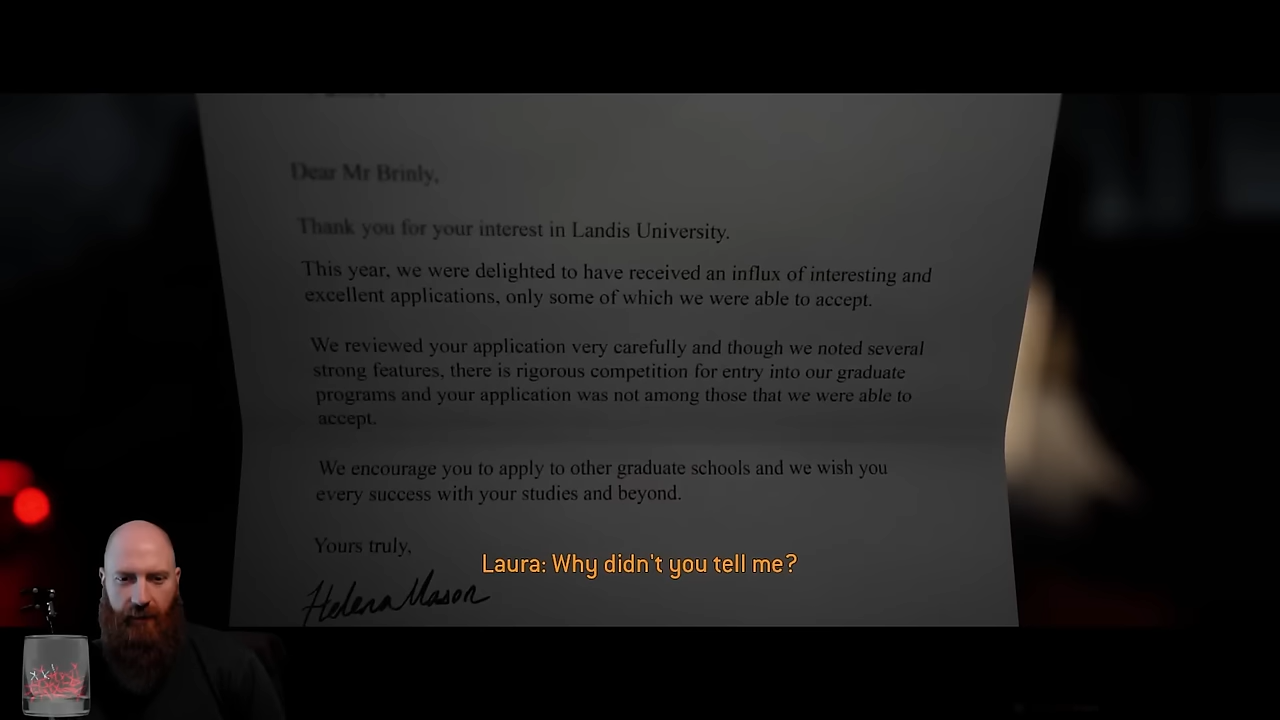 Dear Mr Brinly,
Thank you for your interest in Landis University.
This year, we were delighted to have received an influx of interesting and
excellent applications, only some of which we were able to accept.
We reviewed your application very carefully and though we noted several
strong features, there is rigorous competition for entry into our graduate
programs and your application was not among those that we were able to
accept.
We encourage you to apply to other graduate schools and we wish you
every success with your studies and beyond.
Yours truly,
Helena Mason
Laura: Why didn't you tell me?